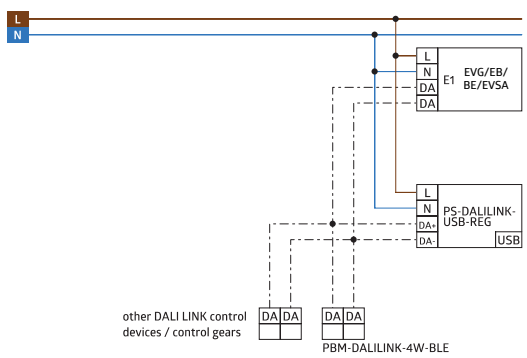 L
N
L
N
DA
DA
E1
EVG/EB/
BE/EVSA
L
N
DA+
DA-
PS-DALILINK-
USB-REG
USB
other DALI LINK control
devices / control gears
DA DA
DA DA
PBM-DALILINK-4W-BLE